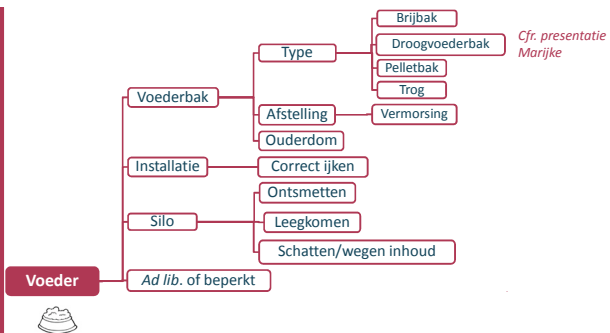 Brijbak
Droogvoederbak
Cfr. presentatie
Marijke
Type
Pelletbak
Trog
Voederbak
Afstelling
Vermorsing
Ouderdom
Installatie
Correct ijken
Ontsmetten
Silo
Leegkomen
Schatten/wegen inhoud
Voeder
Ad lib. of beperkt